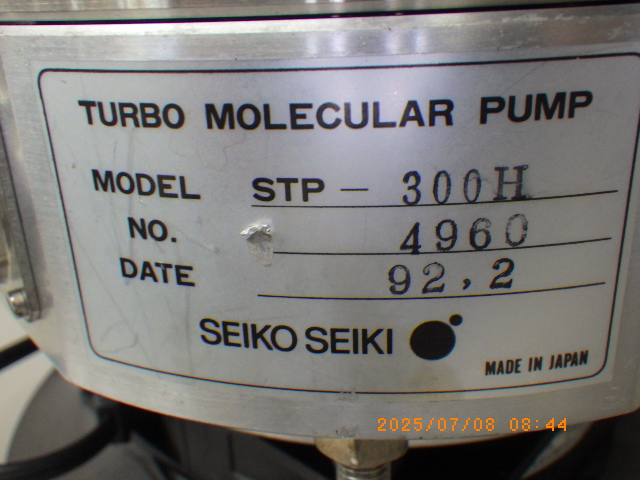 TURBO MOLECULAR PUMP
MODEL STP - 300H
NO. 4960
DATE 92,2
SEIKO SEIKI
MADE IN JAPAN
2025/07/08 08:44